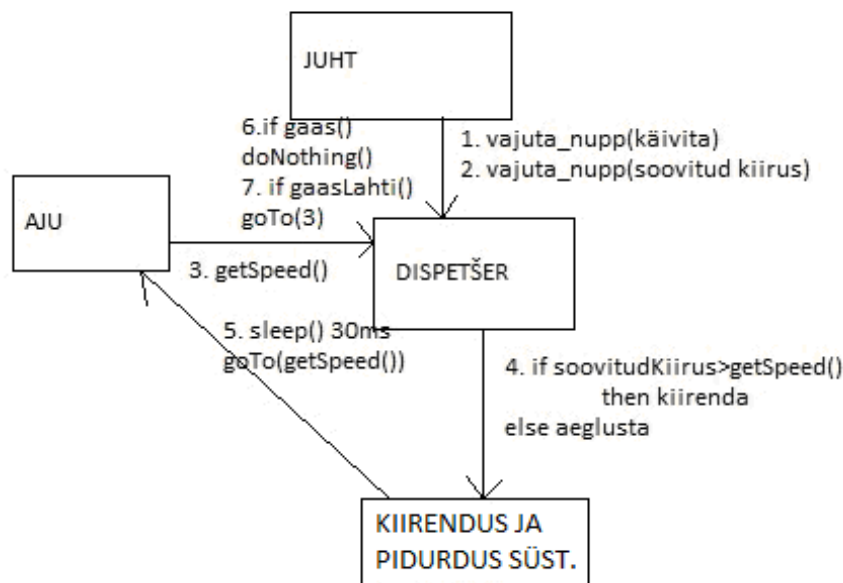 JUHT
6.if gaas()
doNothing()
7. if gaasLahti()
goTo(3)
1. vajuta_nupp(käivita)
2. vajuta_nupp(soovitud kiirus)
AJU
3. getSpeed()
DISPETŠER
5. sleep() 30ms
goTo(getSpeed())
4. if soovitudKiirus>getSpeed()
then kiirenda
else aeglusta
KIIRENDUS JA
PIDURDUS SÜST.